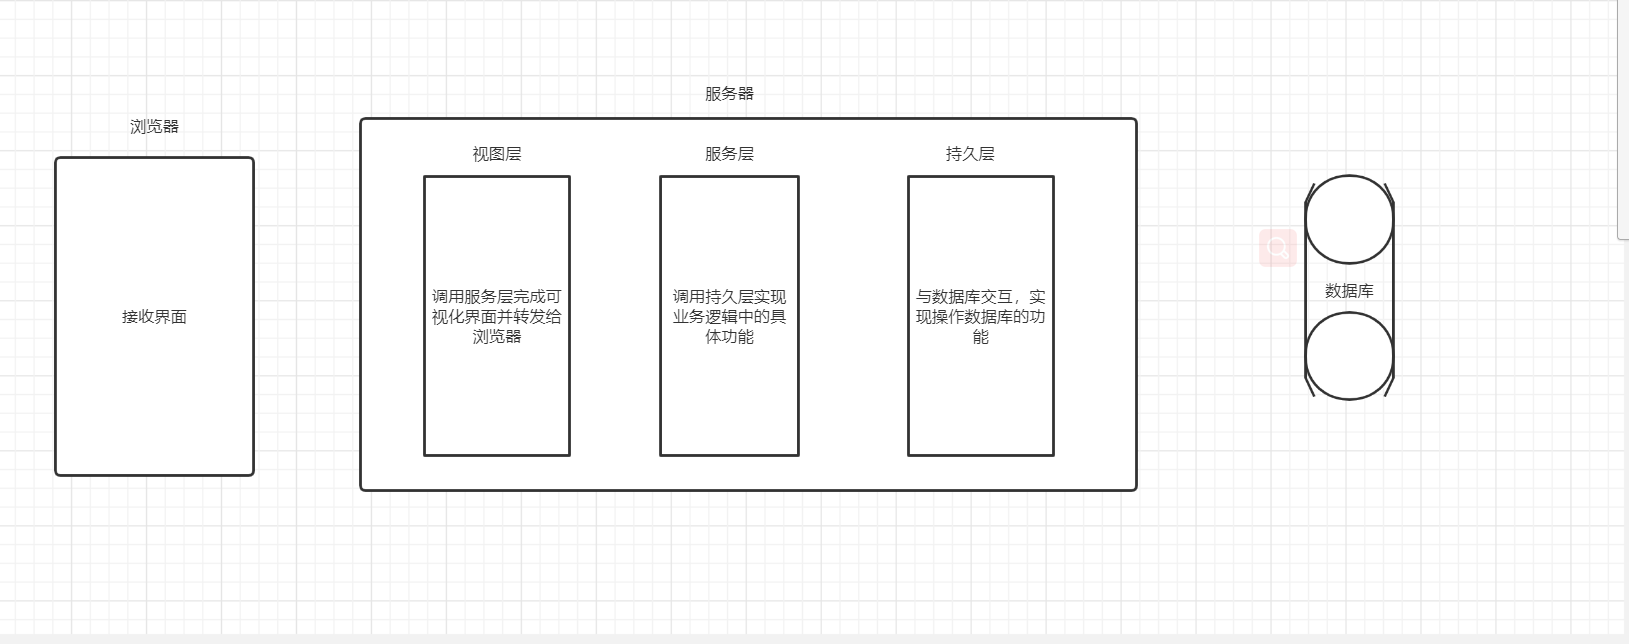 浏览器
接收界面
服务器
视图层
调用服务层完成可
视化界面并转发给
浏览器
服务层
调用持久层实现
业务逻辑中的具
体功能
持久层
与数据库交互，实
现操作数据库的功
能
数据库